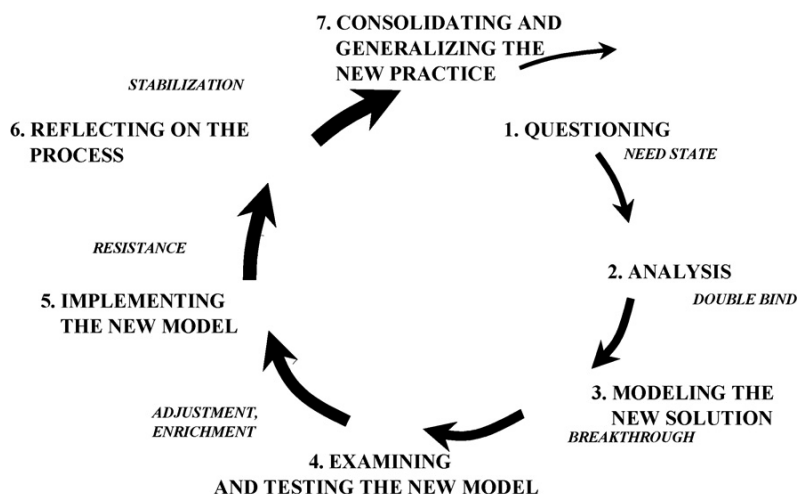 7. CONSOLIDATING AND
GENERALIZING THE
NEW PRACTICE
1. QUESTIONING
NEED STATE
2. ANALYSIS
DOUBLE BIND
3. MODELING THE
NEW SOLUTION
BREAKTHROUGH
4. EXAMINING
AND TESTING THE NEW MODEL
ADJUSTMENT,
ENRICHMENT
5. IMPLEMENTING
THE NEW MODEL
RESISTANCE
6. REFLECTING ON THE
PROCESS
STABILIZATION